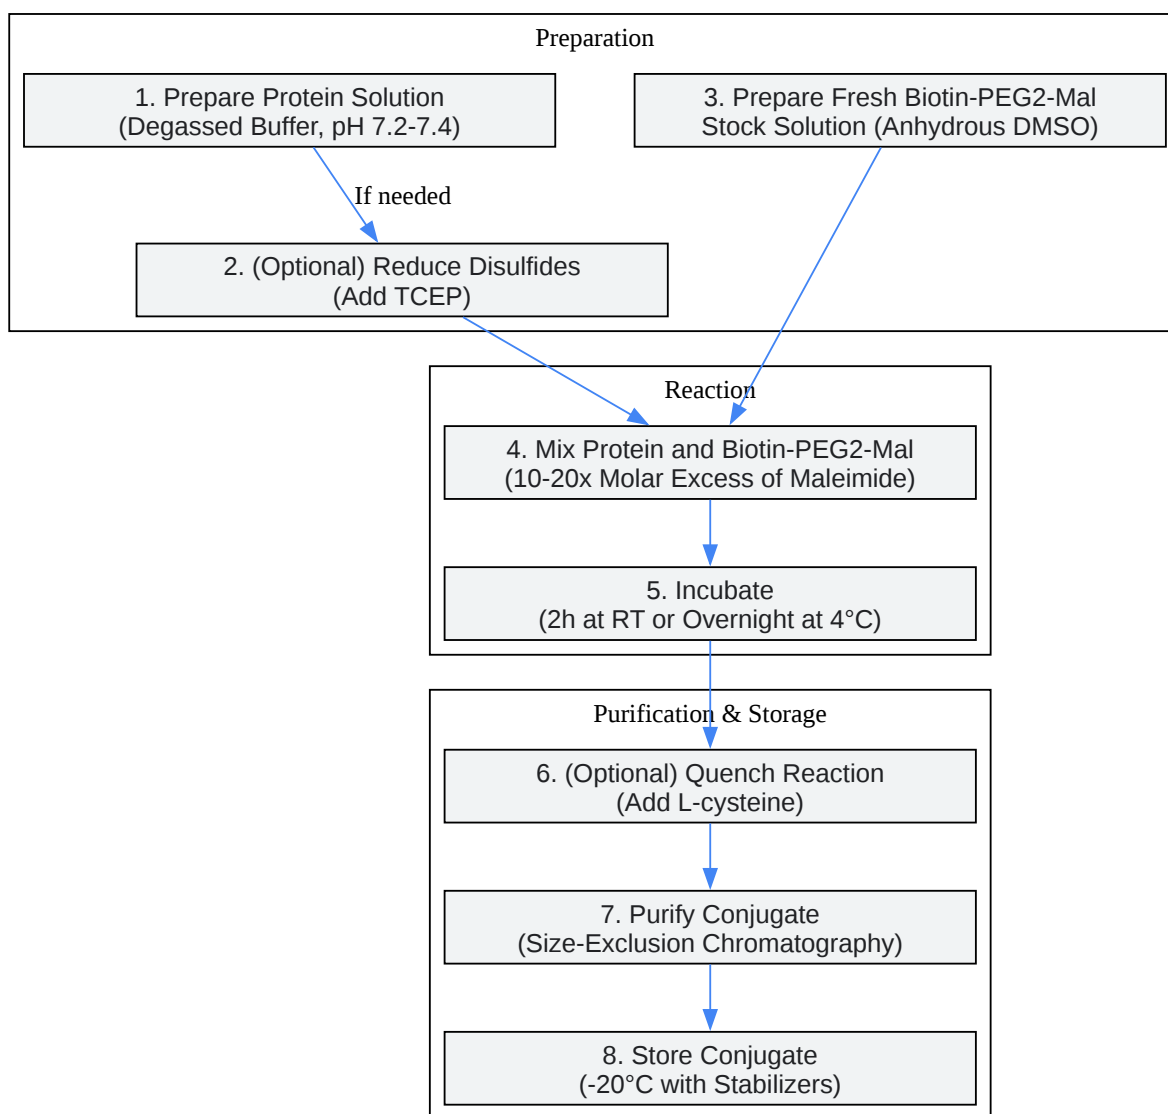 Preparation
1. Prepare Protein Solution
(Degassed Buffer, pH 7.2-7.4)
3. Prepare Fresh Biotin-PEG2-Mal
Stock Solution (Anhydrous DMSO)
If needed
2. (Optional) Reduce Disulfides
(Add TCEP)
Reaction
4. Mix Protein and Biotin-PEG2-Mal
(10-20x Molar Excess of Maleimide)
5. Incubate
(2h at RT or Overnight at 4°C)
Purification & Storage
6. (Optional) Quench Reaction
(Add L-cysteine)
7. Purify Conjugate
(Size-Exclusion Chromatography)
8. Store Conjugate
(-20°C with Stabilizers)